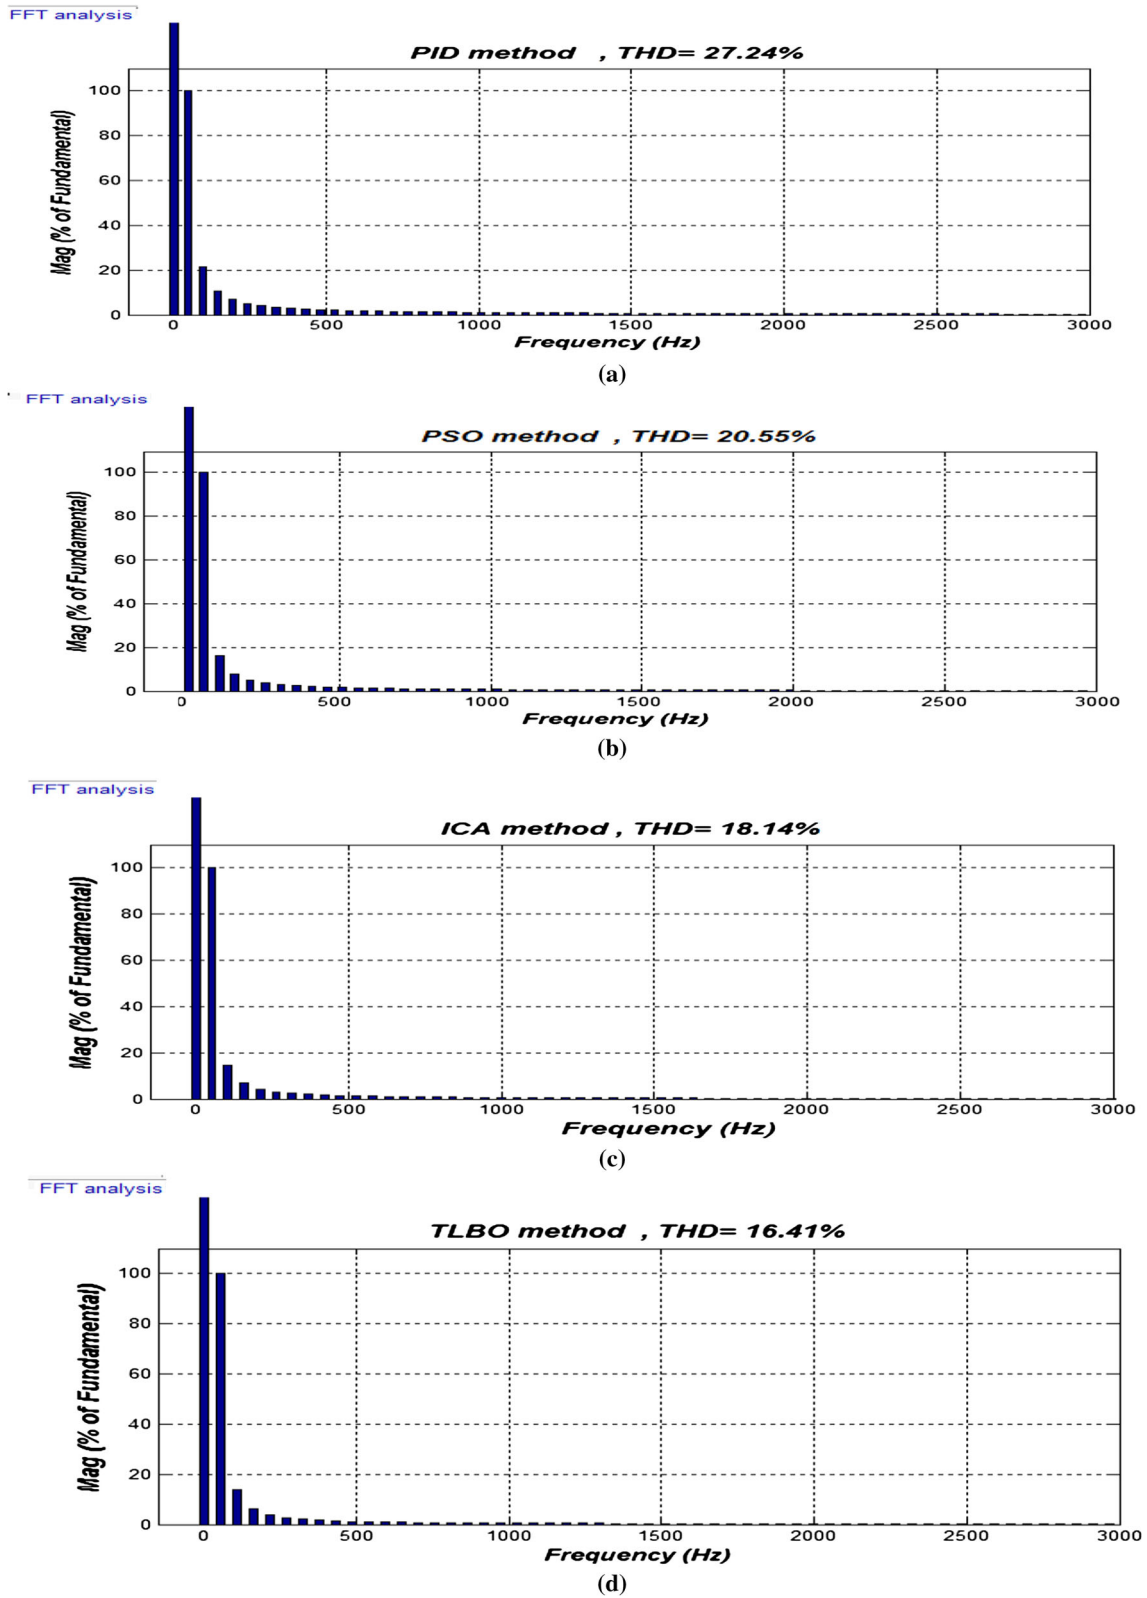 FFT analysis
PID method , THD= 27.24%
Mag (% of Fundamental)
100
80
60
40
20
0
0 500 1000 1500 2000 2500 3000
Frequency (Hz)
(a)
FFT analysis
PSO method , THD= 20.55%
Mag (% of Fundamental)
100
80
60
40
20
0
0 500 1000 1500 2000 2500 3000
Frequency (Hz)
(b)
FFT analysis
ICA method , THD= 18.14%
Mag (% of Fundamental)
100
80
60
40
20
0
0 500 1000 1500 2000 2500 3000
Frequency (Hz)
(c)
FFT analysis
TLBO method , THD= 16.41%
Mag (% of Fundamental)
100
80
60
40
20
0
0 500 1000 1500 2000 2500 3000
Frequency (Hz)
(d)